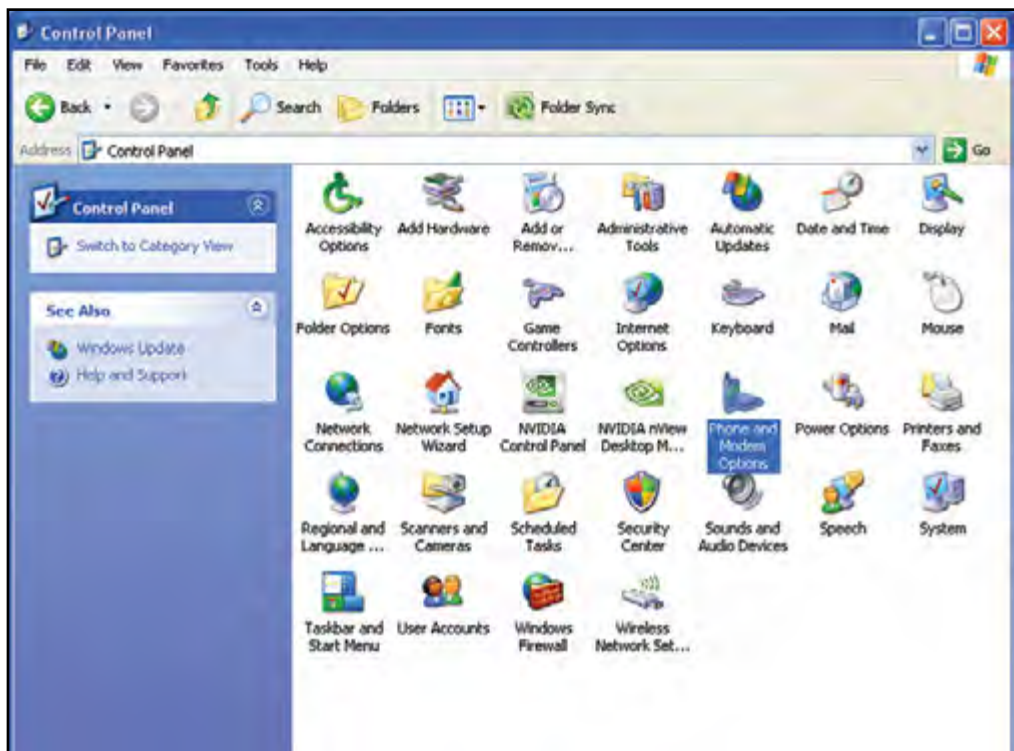 Control Panel
File Edit View Favorites Tools Help
Back Search Folders Folder Sync
Address Control Panel Go
Control Panel
Switch to Category View
See Also
Windows Update
Help and Support
Accessibility Options
Add Hardware
Add or Remov...
Administrative Tools
Automatic Updates
Date and Time
Display
Folder Options
Fonts
Game Controllers
Internet Options
Keyboard
Mail
Mouse
Network Connections
Network Setup Wizard
NVIDIA Control Panel
NVIDIA nView Desktop M...
Phone and Modem Options
Power Options
Printers and Faxes
Regional and Language ...
Scanners and Cameras
Scheduled Tasks
Security Center
Sounds and Audio Devices
Speech
System
Taskbar and Start Menu
User Accounts
Windows Firewall
Wireless Network Set...